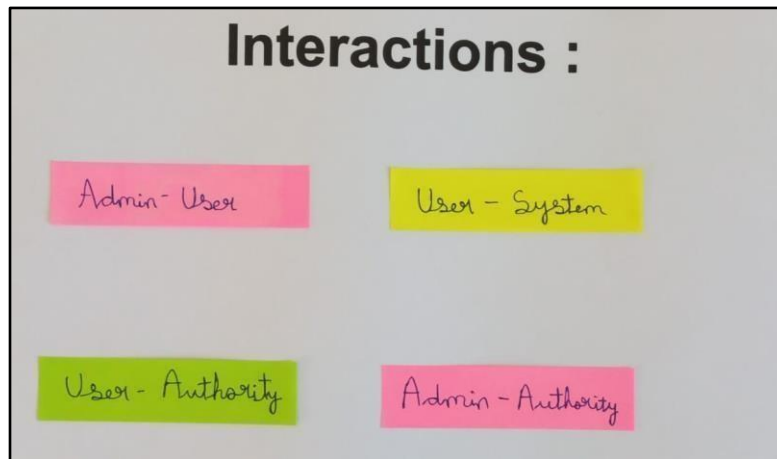 Interactions :
Admin - User
User - System
User - Authority
Admin - Authority